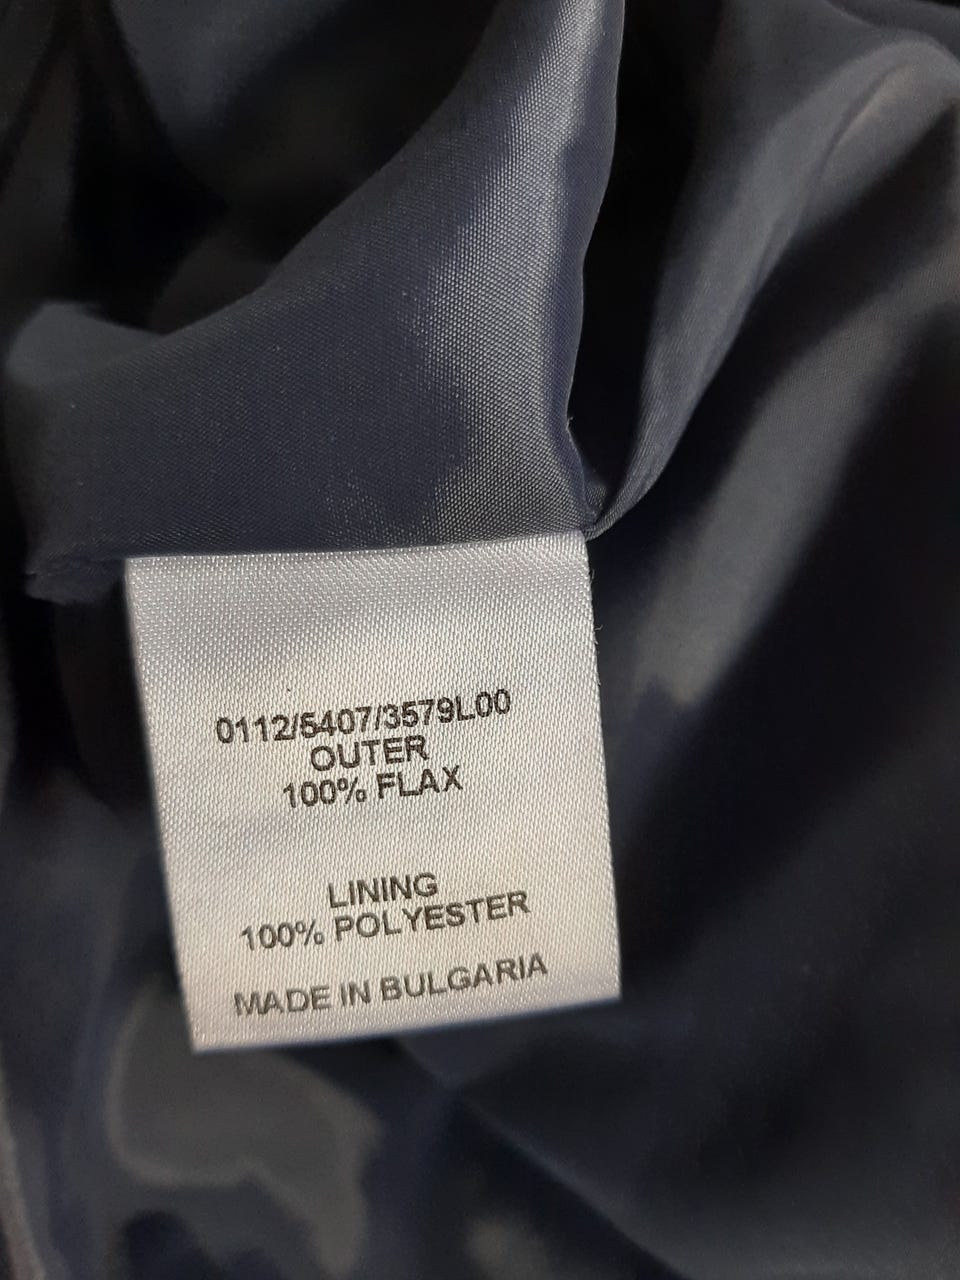 0112/5407/3579L00
OUTER
100% FLAX
LINING
100% POLYESTER
MADE IN BULGARIA